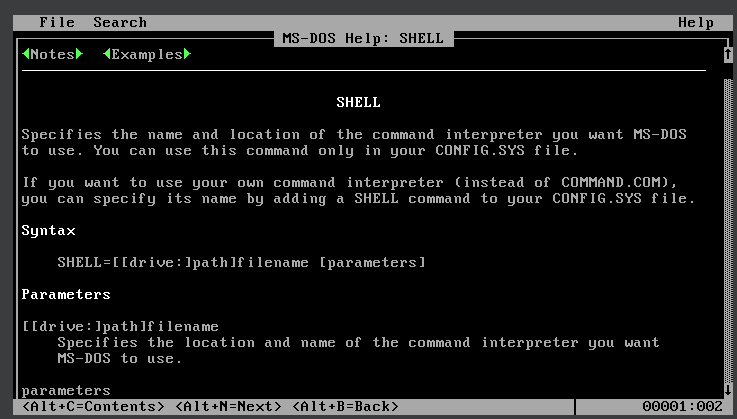 File  Search  Help
MS-DOS Help: SHELL
◄Notes►  ◄Examples►
SHELL
Specifies the name and location of the command interpreter you want MS-DOS
to use. You can use this command only in your CONFIG.SYS file.
If you want to use your own command interpreter (instead of COMMAND.COM),
you can specify its name by adding a SHELL command to your CONFIG.SYS file.
Syntax
SHELL=[[drive:]path]filename [parameters]
Parameters
[[drive:]path]filename
Specifies the location and name of the command interpreter you want
MS-DOS to use.
parameters
<Alt+C=Contents> <Alt+N=Next> <Alt+B=Back>  00001:002